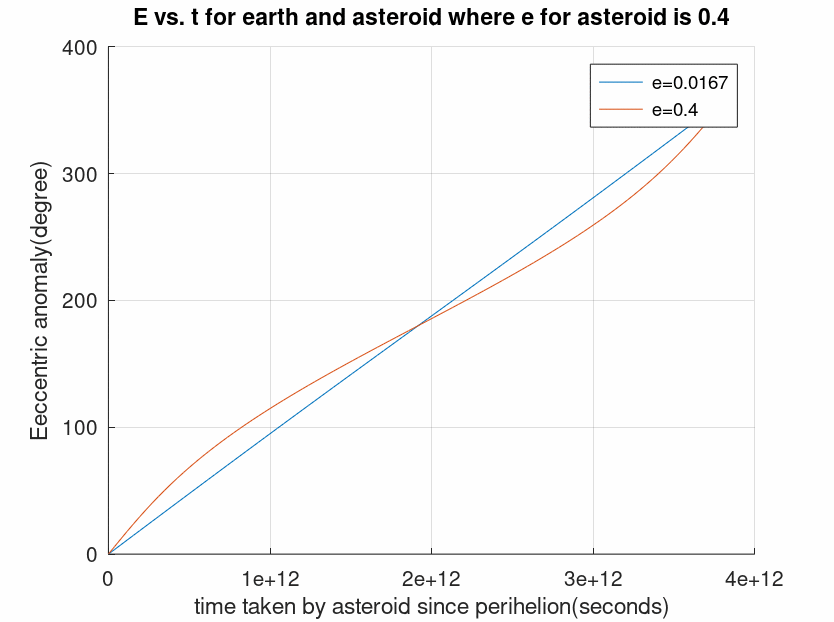 E vs. t for earth and asteroid where e for asteroid is 0.4
400
300
200
100
0
Eeccentric anomaly(degree)
e=0.0167
e=0.4
0 1e+12 2e+12 3e+12 4e+12
time taken by asteroid since perihelion(seconds)